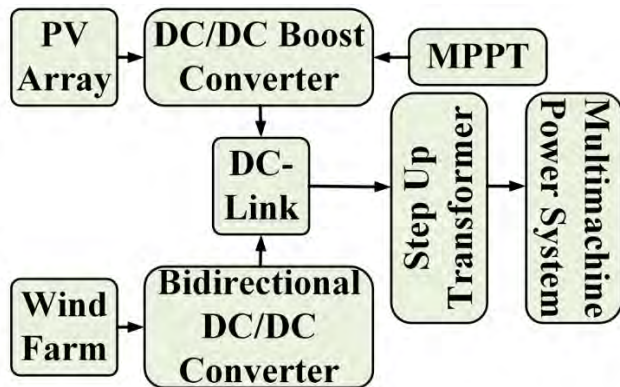 PV
Array
DC/DC Boost
Converter
MPPT
DC-
Link
Step Up
Transformer
Multimachine
Power System
Wind
Farm
Bidirectional
DC/DC
Converter